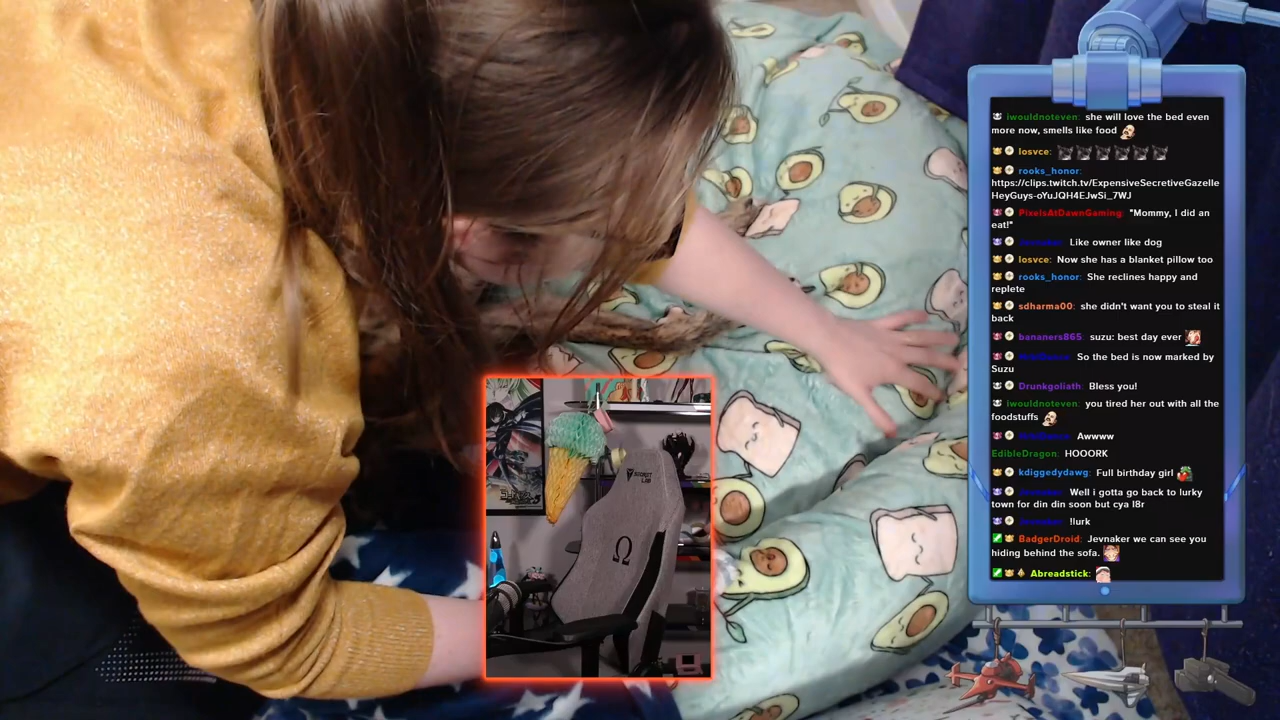 iwouldnoteven: she will love the bed even
more now, smells like food
losvce:
rooks_honor:
https://clips.twitch.tv/ExpensiveSecretiveGazelle
HeyGuys-oYuJQH4EJwSi_7WJ
PixelsAtDawnGaming: "Mommy, I did an
eat!"
Jevnaker: Like owner like dog
losvce: Now she has a blanket pillow too
rooks_honor: She reclines happy and
replete
sdharma00: she didn't want you to steal it
back
bananers865 suzu: best day ever
So the bed is now marked by
Suzu
Drunkgoliath: Bless you!
iwouldnoteven: you tired her out with all the
foodstuffs
Awwww
EdibleDragon: HOOORK
kdiggedydawg: Full birthday girl
Jevnaker: Well i gotta go back to lurky
town for din din soon but cya l8r
Jevnaker: !lurk
BadgerDroid: Jevnaker we can see you
hiding behind the sofa.
Abreadstick:
SECRET
LAB
Ω